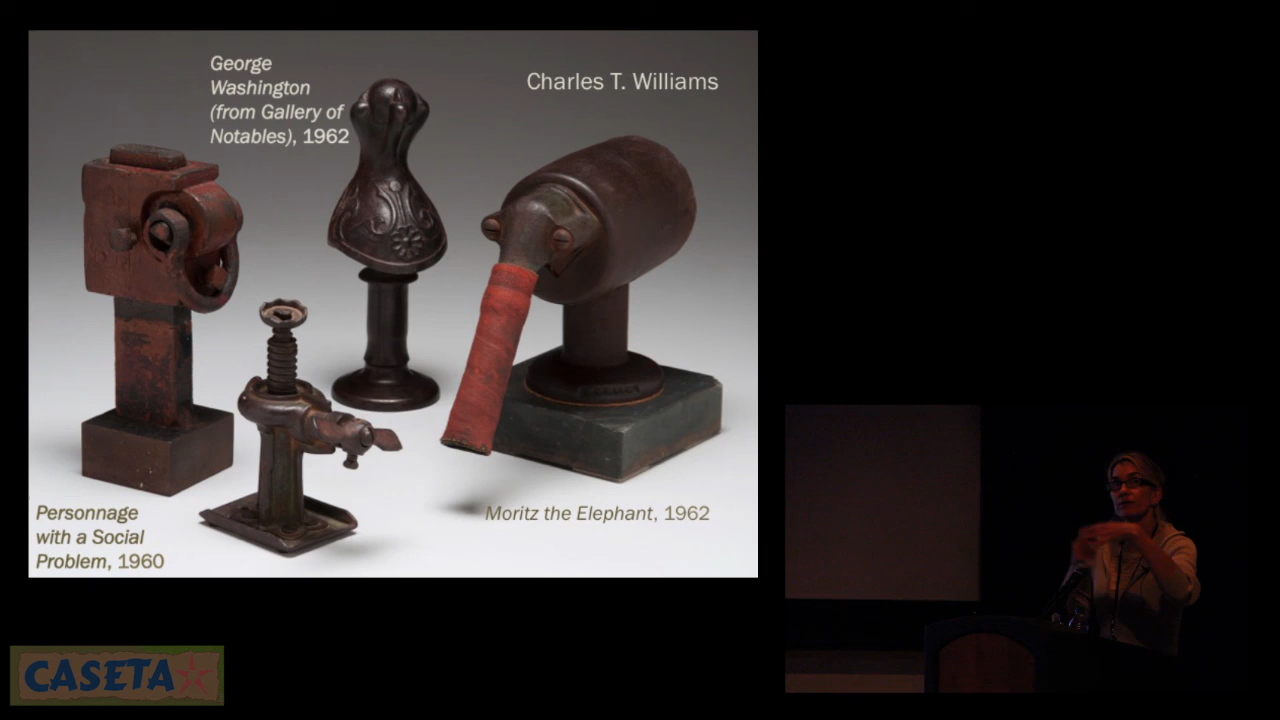 George
Washington
(from Gallery of
Notables), 1962
Charles T. Williams
Personnage
with a Social
Problem, 1960
Moritz the Elephant, 1962
CASETA